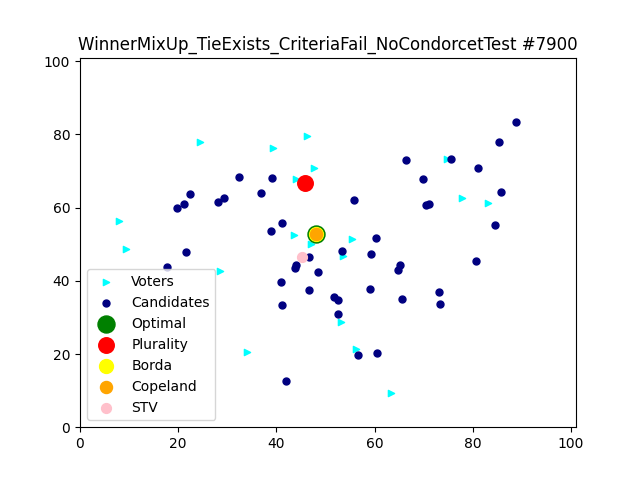 WinnerMixUp_TieExists_CriteriaFail_NoCondorcetTest #7900
100
80
60
40
20
0
Voters
Candidates
Optimal
Plurality
Borda
Copeland
STV
0 20 40 60 80 100